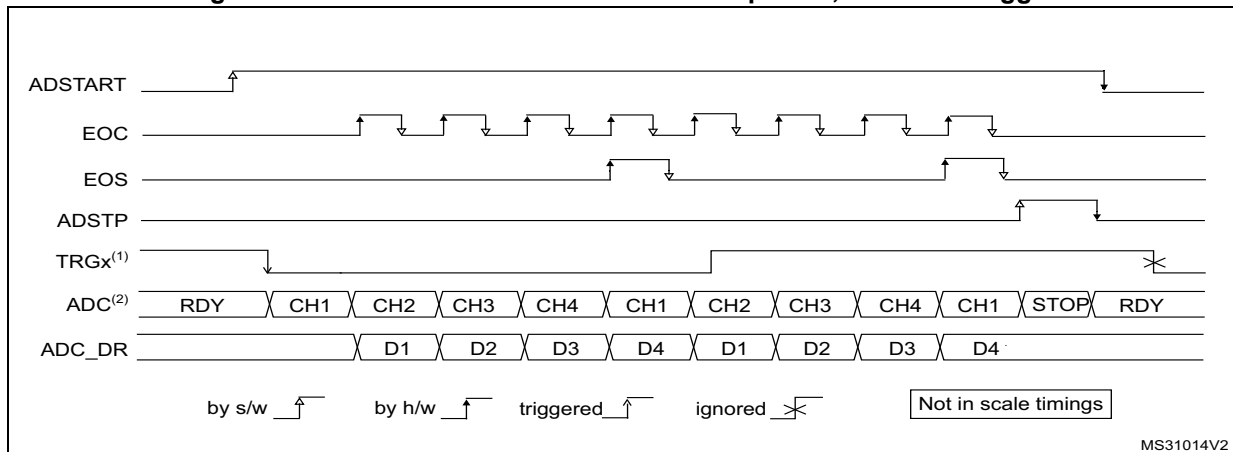 ADSTART
EOC
EOS
ADSTP
TRGx(1)
ADC(2) RDY CH1 CH2 CH3 CH4 CH1 CH2 CH3 CH4 CH1 STOP RDY
ADC_DR D1 D2 D3 D4 D1 D2 D3 D4
by s/w by h/w triggered ignored Not in scale timings
MS31014V2